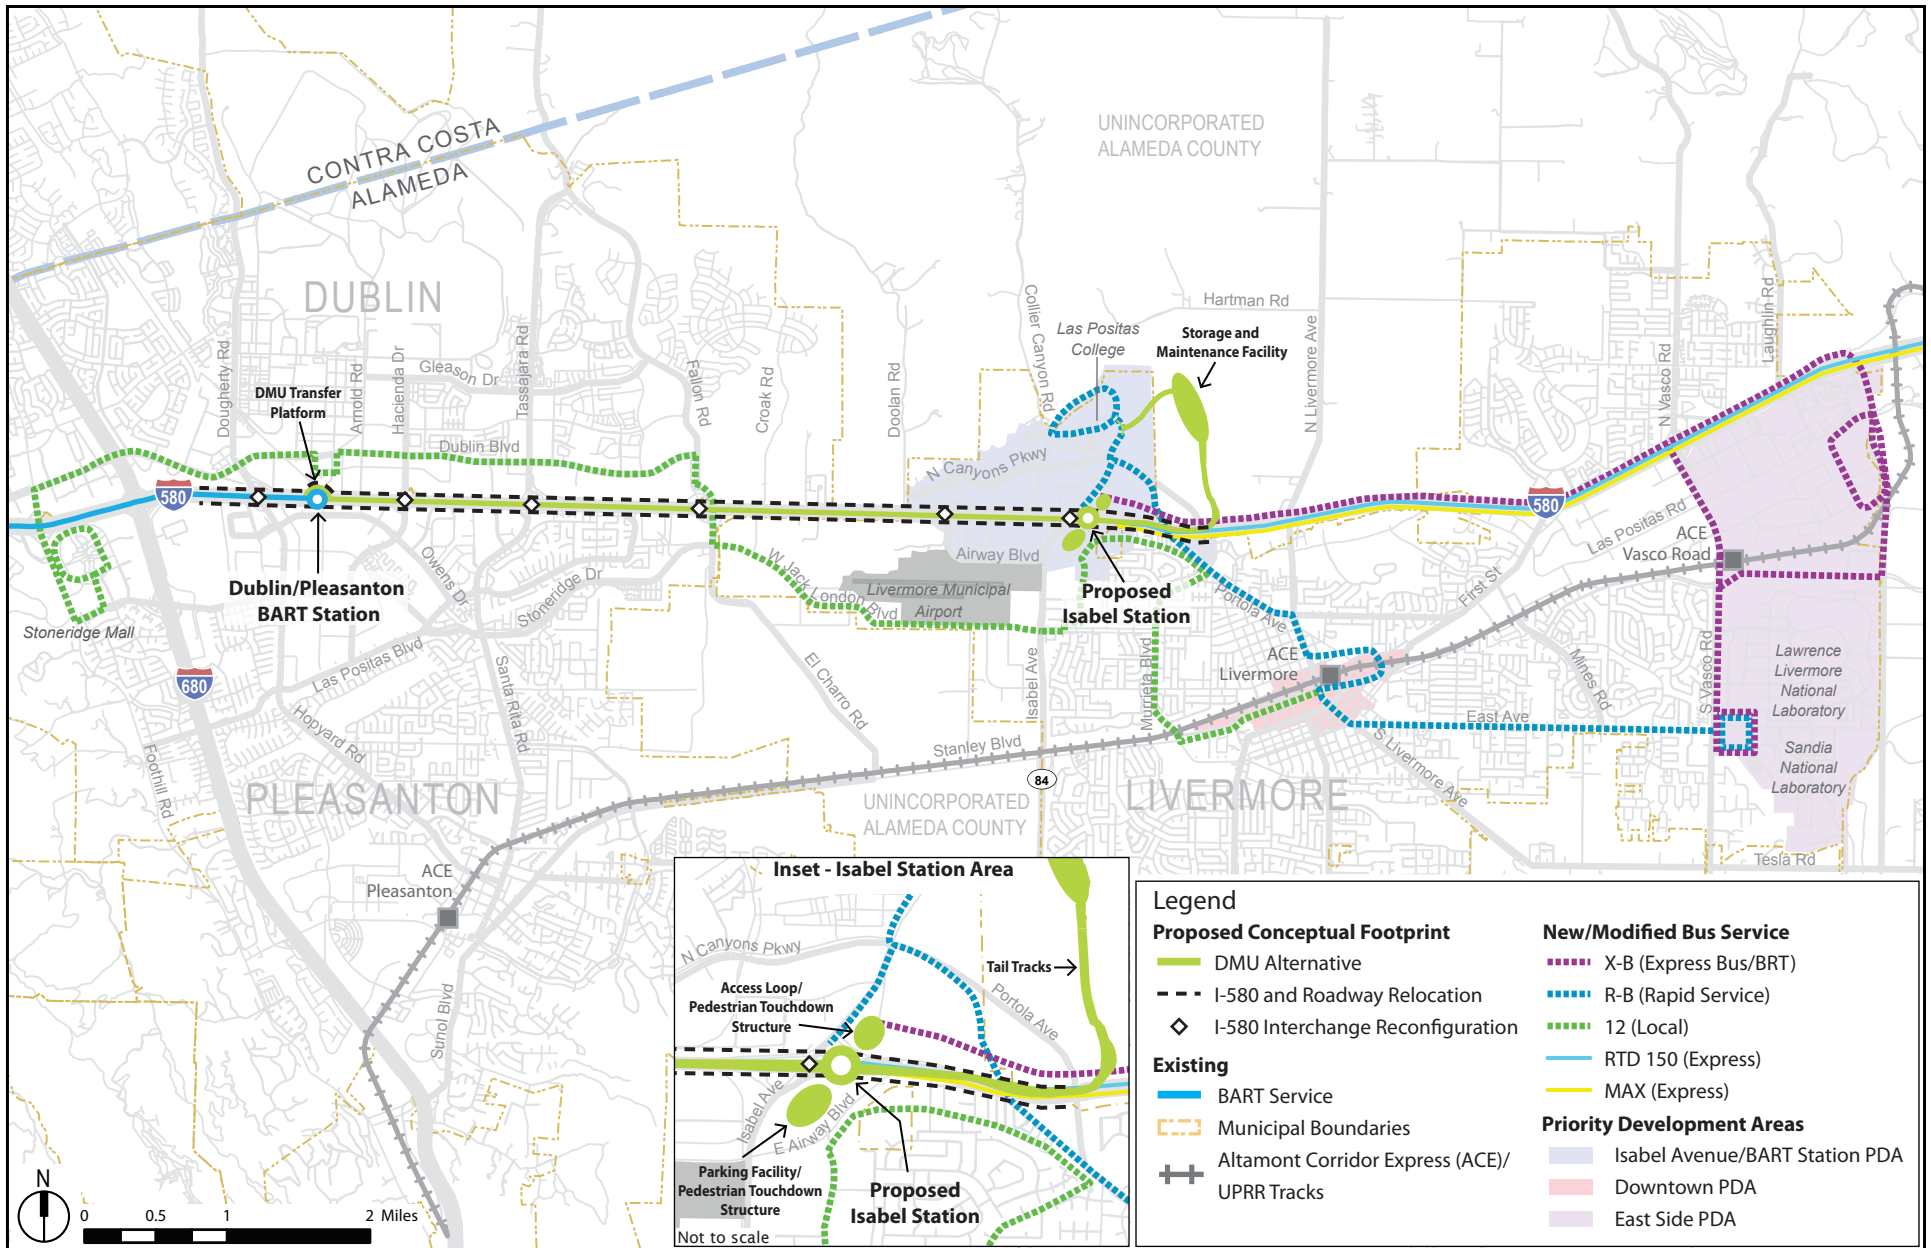 CONTRA COSTA
ALAMEDA
UNINCORPORATED
ALAMEDA COUNTY
DUBLIN
Hartman Rd
Las Positas
College
Storage and
Maintenance Facility
Collier Canyon Rd
N Livermore Ave
N Vasco Rd
Laughlin Rd
Dougherty Rd
DMU Transfer
Platform
Arnold Rd
Hacienda Dr
Gleason Dr
Tassajara Rd
Fallon Rd
Croak Rd
Doolan Rd
Dublin Blvd
N Canyons Pkwy
580
580
Las Positas Rd
ACE
Vasco Road
Airway Blvd
Owens Dr
Stoneridge Dr
W Jack London Blvd
Livermore Municipal
Airport
Dublin/Pleasanton
BART Station
Proposed
Isabel Station
Portola Ave
First St
Stoneridge Mall
680
Las Positas Blvd
Santa Rita Rd
El Charro Rd
Isabel Ave
Murrieta Blvd
ACE
Livermore
Mines Rd
S Vasco Rd
Lawrence
Livermore
National
Laboratory
Sandia
National
Laboratory
East Ave
S Livermore Ave
Hopyard Rd
Foothill Rd
Stanley Blvd
84
PLEASANTON
UNINCORPORATED
ALAMEDA COUNTY
LIVERMORE
Tesla Rd
ACE
Pleasanton
Sunol Blvd
N
0 0.5 1 2 Miles
Inset - Isabel Station Area
N Canyons Pkwy
Tail Tracks
Access Loop/
Pedestrian Touchdown
Structure
Portola Ave
Isabel Ave
E Airway Blvd
Parking Facility/
Pedestrian Touchdown
Structure
Proposed
Isabel Station
Not to scale
Legend
Proposed Conceptual Footprint
DMU Alternative
I-580 and Roadway Relocation
I-580 Interchange Reconfiguration
Existing
BART Service
Municipal Boundaries
Altamont Corridor Express (ACE)/
UPRR Tracks
New/Modified Bus Service
X-B (Express Bus/BRT)
R-B (Rapid Service)
12 (Local)
RTD 150 (Express)
MAX (Express)
Priority Development Areas
Isabel Avenue/BART Station PDA
Downtown PDA
East Side PDA